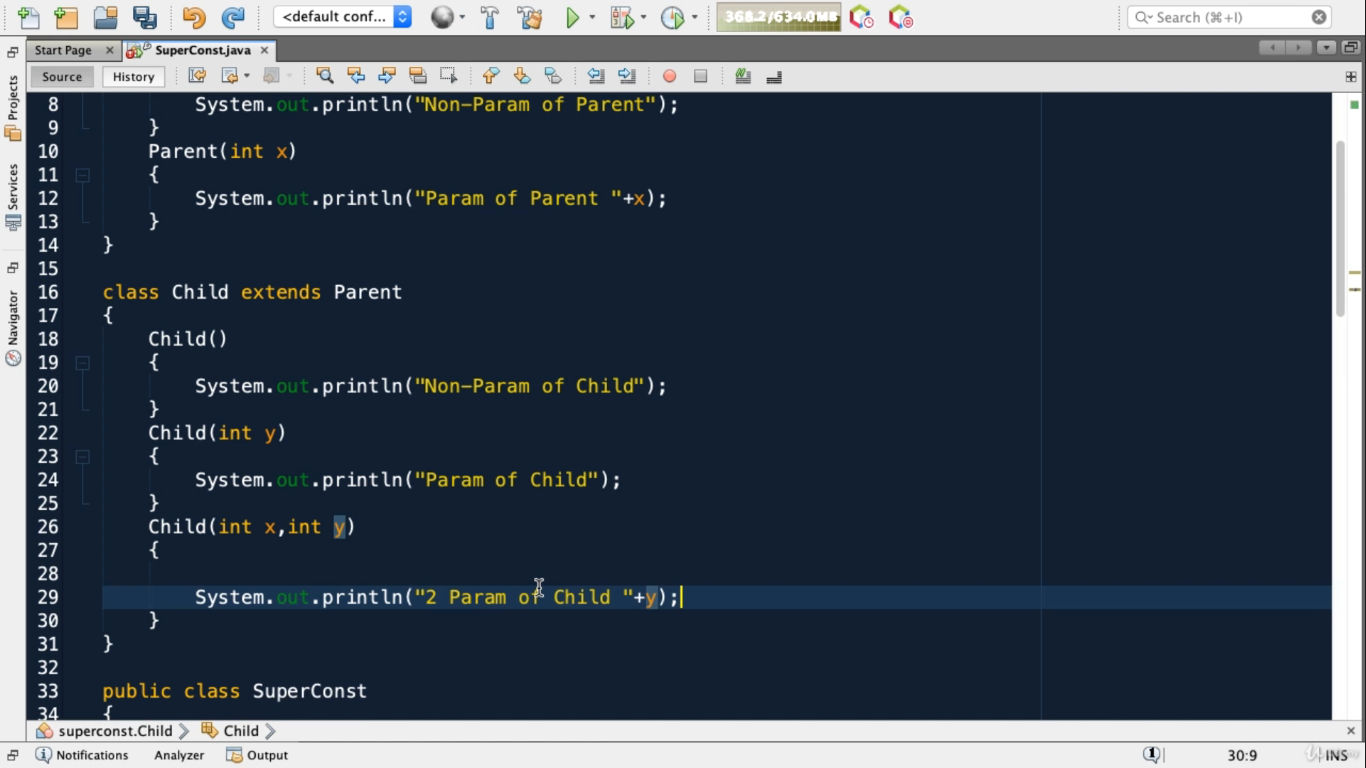 <default conf...
368.2/634.0MB
Search (⌘+I)
Start Page
SuperConst.java
Source
History
Projects
Services
Navigator
8 System.out.println("Non-Param of Parent");
9 }
10 Parent(int x)
11 {
12 System.out.println("Param of Parent "+x);
13 }
14 }
15
16 class Child extends Parent
17 {
18 Child()
19 {
20 System.out.println("Non-Param of Child");
21 }
22 Child(int y)
23 {
24 System.out.println("Param of Child");
25 }
26 Child(int x,int y)
27 {
28
29 System.out.println("2 Param of Child "+y);
30 }
31 }
32
33 public class SuperConst
34 {
superconst.Child
Child
Notifications
Analyzer
Output
1
30:9
INS